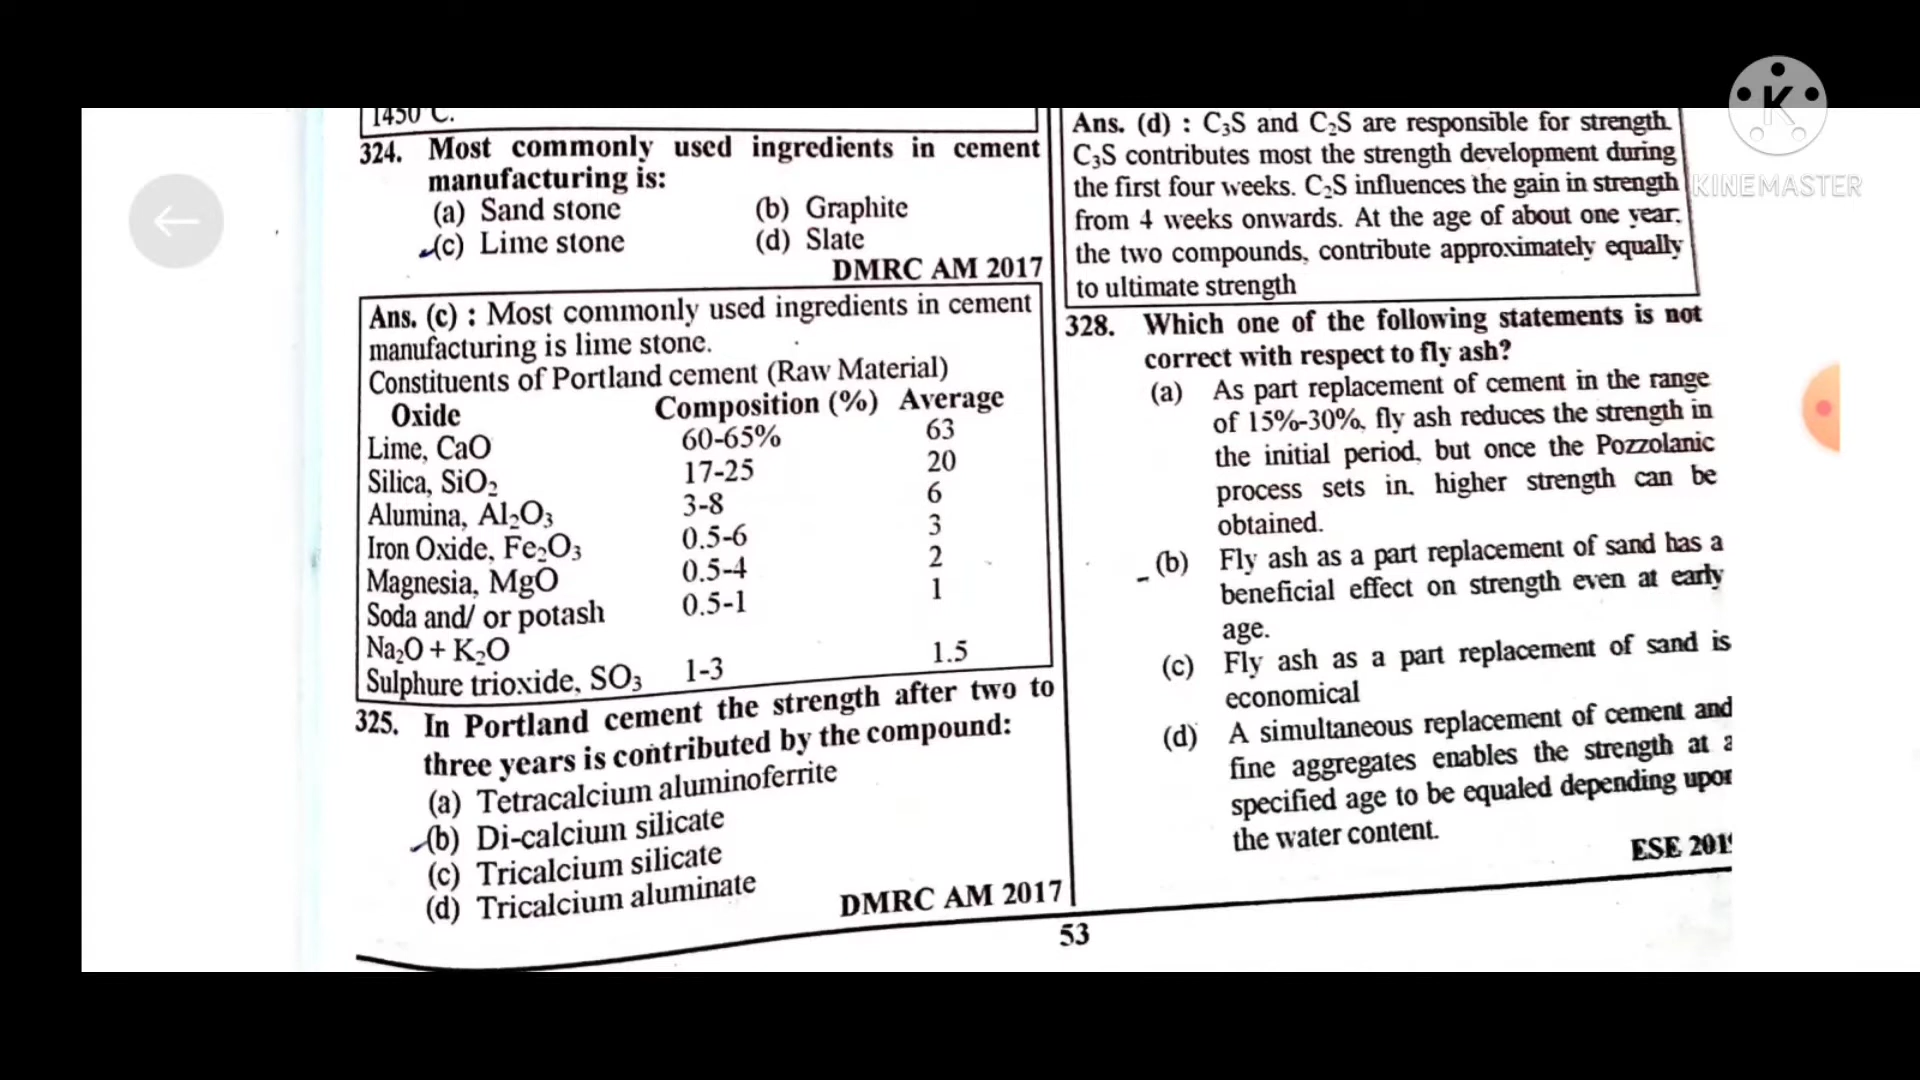 1450°C.
324. Most commonly used ingredients in cement
manufacturing is:
(a) Sand stone (b) Graphite
(c) Lime stone (d) Slate
DMRC AM 2017
Ans. (c) : Most commonly used ingredients in cement
manufacturing is lime stone.
Constituents of Portland cement (Raw Material)
Oxide Composition (%) Average
Lime, CaO 60-65% 63
Silica, SiO₂ 17-25 20
Alumina, Al₂O₃ 3-8 6
Iron Oxide, Fe₂O₃ 0.5-6 3
Magnesia, MgO 0.5-4 2
Soda and/ or potash 0.5-1 1
Na₂O + K₂O
Sulphure trioxide, SO₃ 1-3 1.5
325. In Portland cement the strength after two to
three years is contributed by the compound:
(a) Tetracalcium aluminoferrite
(b) Di-calcium silicate
(c) Tricalcium silicate
(d) Tricalcium aluminate
DMRC AM 2017
Ans. (d) : C₃S and C₂S are responsible for strength.
C₃S contributes most the strength development during
the first four weeks. C₂S influences the gain in strength
from 4 weeks onwards. At the age of about one year,
the two compounds, contribute approximately equally
to ultimate strength
328. Which one of the following statements is not
correct with respect to fly ash?
(a) As part replacement of cement in the range
of 15%-30%, fly ash reduces the strength in
the initial period, but once the Pozzolanic
process sets in, higher strength can be
obtained.
(b) Fly ash as a part replacement of sand has a
beneficial effect on strength even at early
age.
(c) Fly ash as a part replacement of sand is
economical
(d) A simultaneous replacement of cement and
fine aggregates enables the strength at a
specified age to be equaled depending upon
the water content.
ESE 201
53
K
KINEMASTER